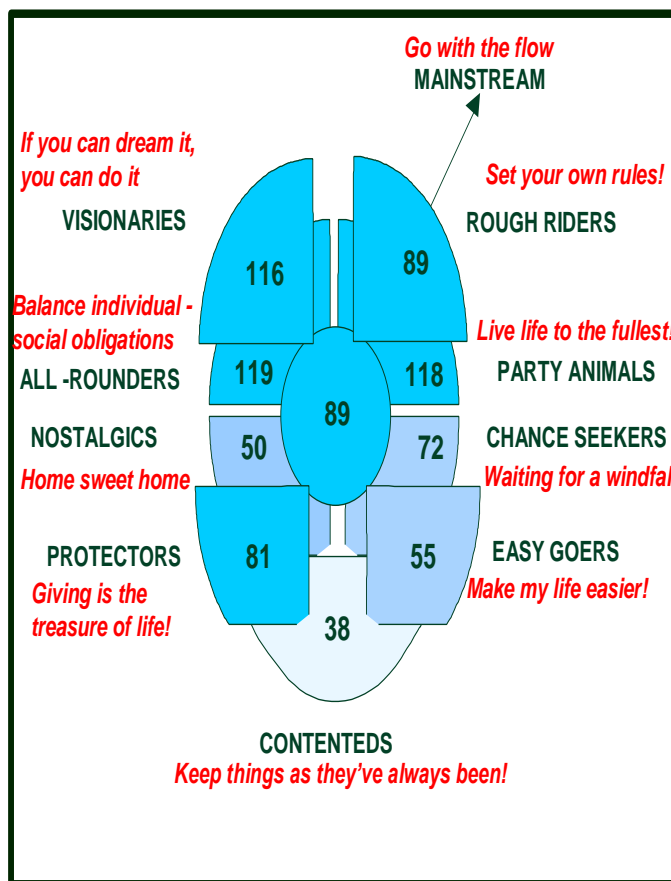 Go with the flow
MAINSTREAM
If you can dream it,
you can do it
Set your own rules!
VISIONARIES
ROUGH RIDERS
116
89
Balance individual -
social obligations
Live life to the fullest!
ALL -ROUNDERS
119
118
PARTY ANIMALS
89
NOSTALGICS
50
72
CHANCE SEEKERS
Home sweet home
Waiting for a windfal
PROTECTORS
81
55
EASY GOERS
Giving is the
treasure of life!
Make my life easier!
38
CONTENTEDS
Keep things as they've always been!